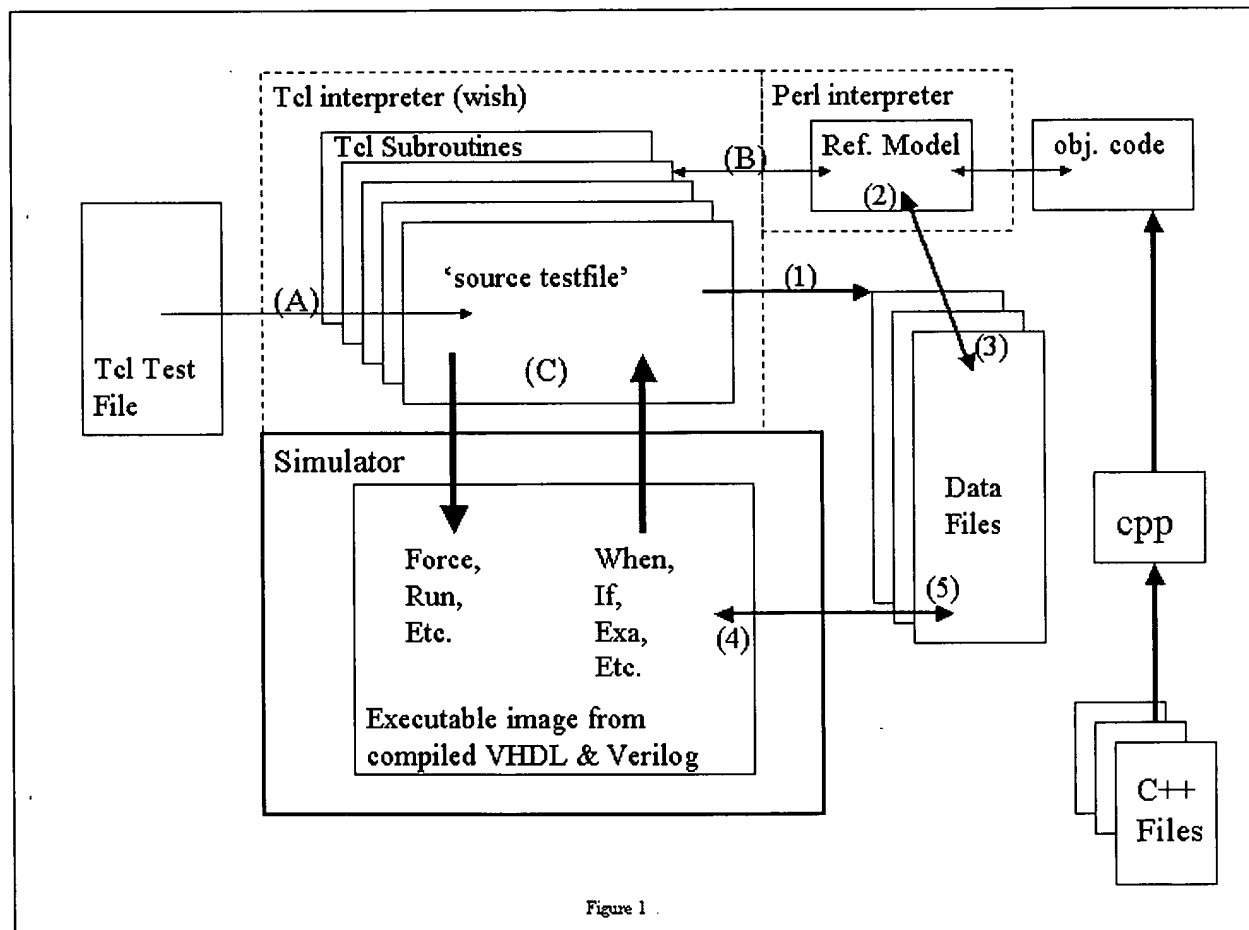 Tcl interpreter (wish)
Perl interpreter
Tcl Subroutines
(B)
Ref. Model
(2)
obj. code
'source testfile'
(1)
(A)
(3)
Tcl Test
File
(C)
Simulator
Data
Files
cpp
Force,
Run,
Etc.
When,
If,
Exa,
Etc.
(4)
(5)
Executable image from
compiled VHDL & Verilog
C++
Files
Figure 1